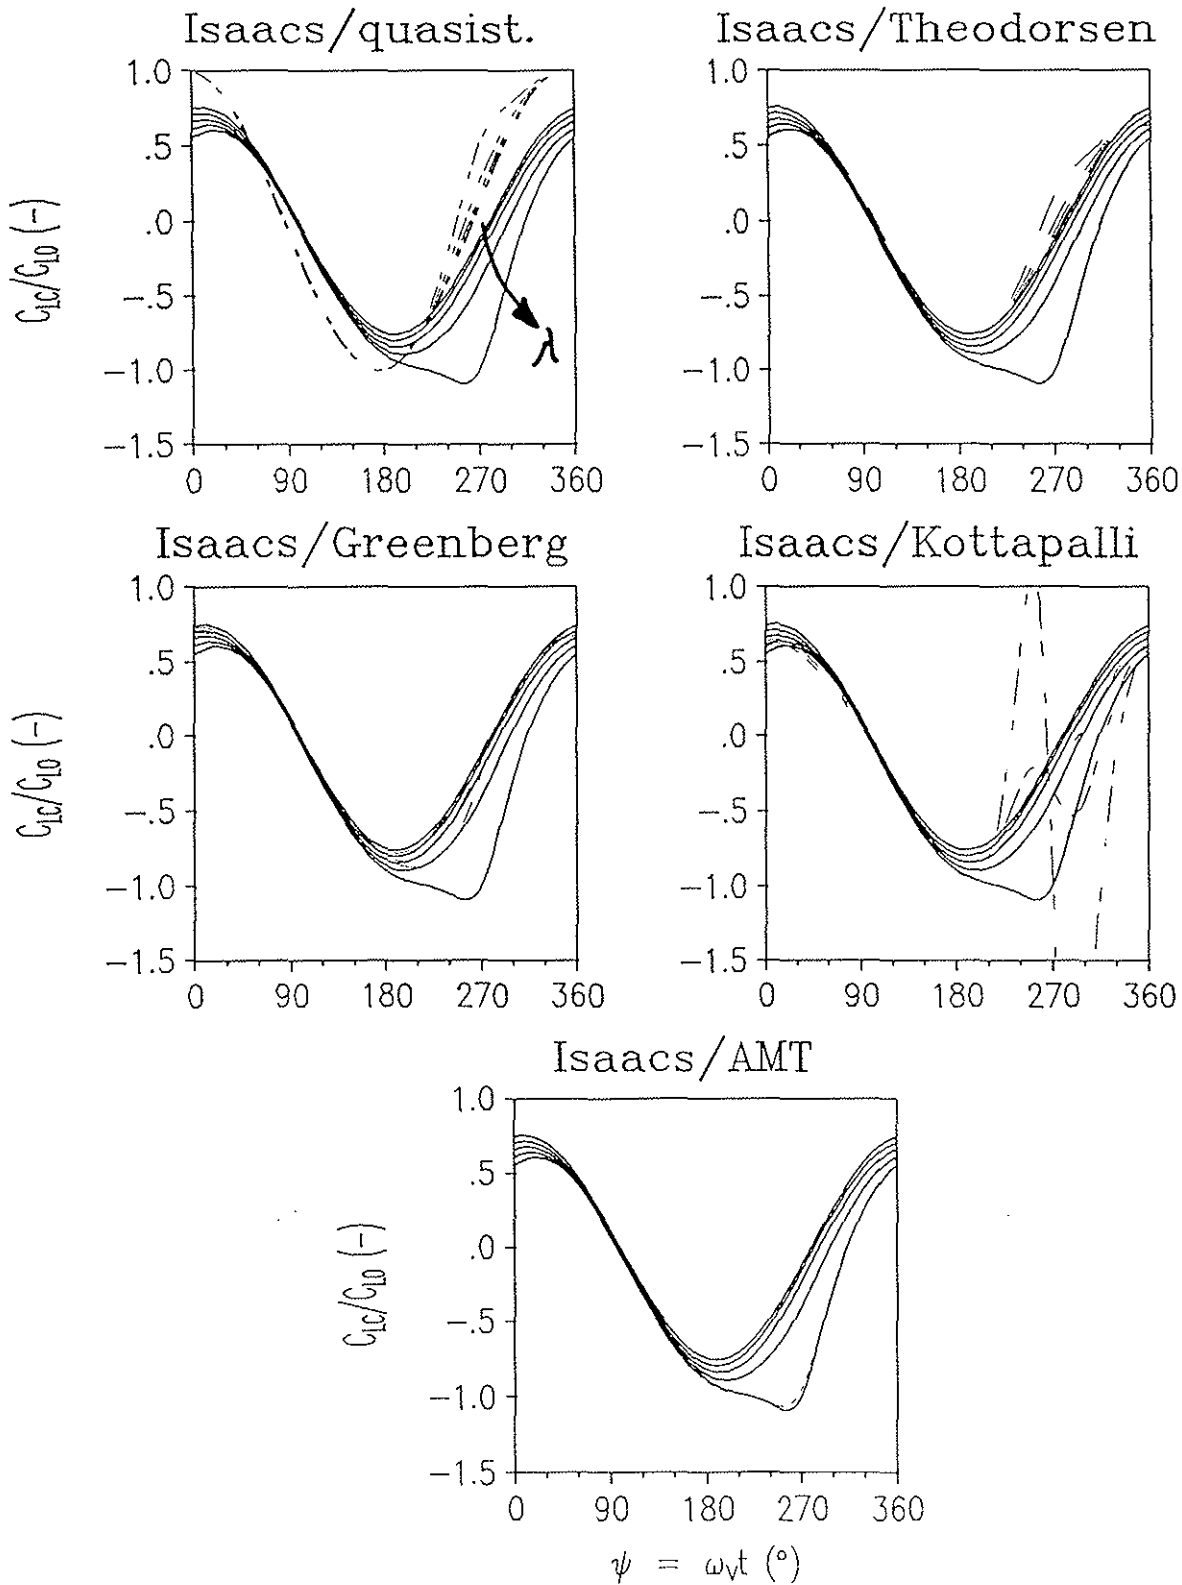 Isaacs/quasist.
1.0
.5
.0
−.5
−1.0
−1.5
C_LC/C_L0 (−)
λ
0 90 180 270 360
Isaacs/Theodorsen
1.0
.5
.0
−.5
−1.0
−1.5
0 90 180 270 360
Isaacs/Greenberg
1.0
.5
.0
−.5
−1.0
−1.5
C_LC/C_L0 (−)
0 90 180 270 360
Isaacs/Kottapalli
1.0
.5
.0
−.5
−1.0
−1.5
0 90 180 270 360
Isaacs/AMT
1.0
.5
.0
−.5
−1.0
−1.5
C_LC/C_L0 (−)
0 90 180 270 360
ψ = ω_V t (°)